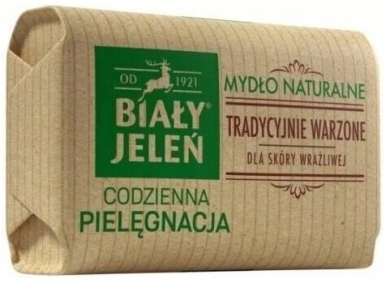 OD 1921
BIAŁY
JELEŃ®
CODZIENNA
PIELĘGNACJA
MYDŁO NATURALNE
TRADYCYJNIE WARZONE
DLA SKÓRY WRAŻLIWEJ